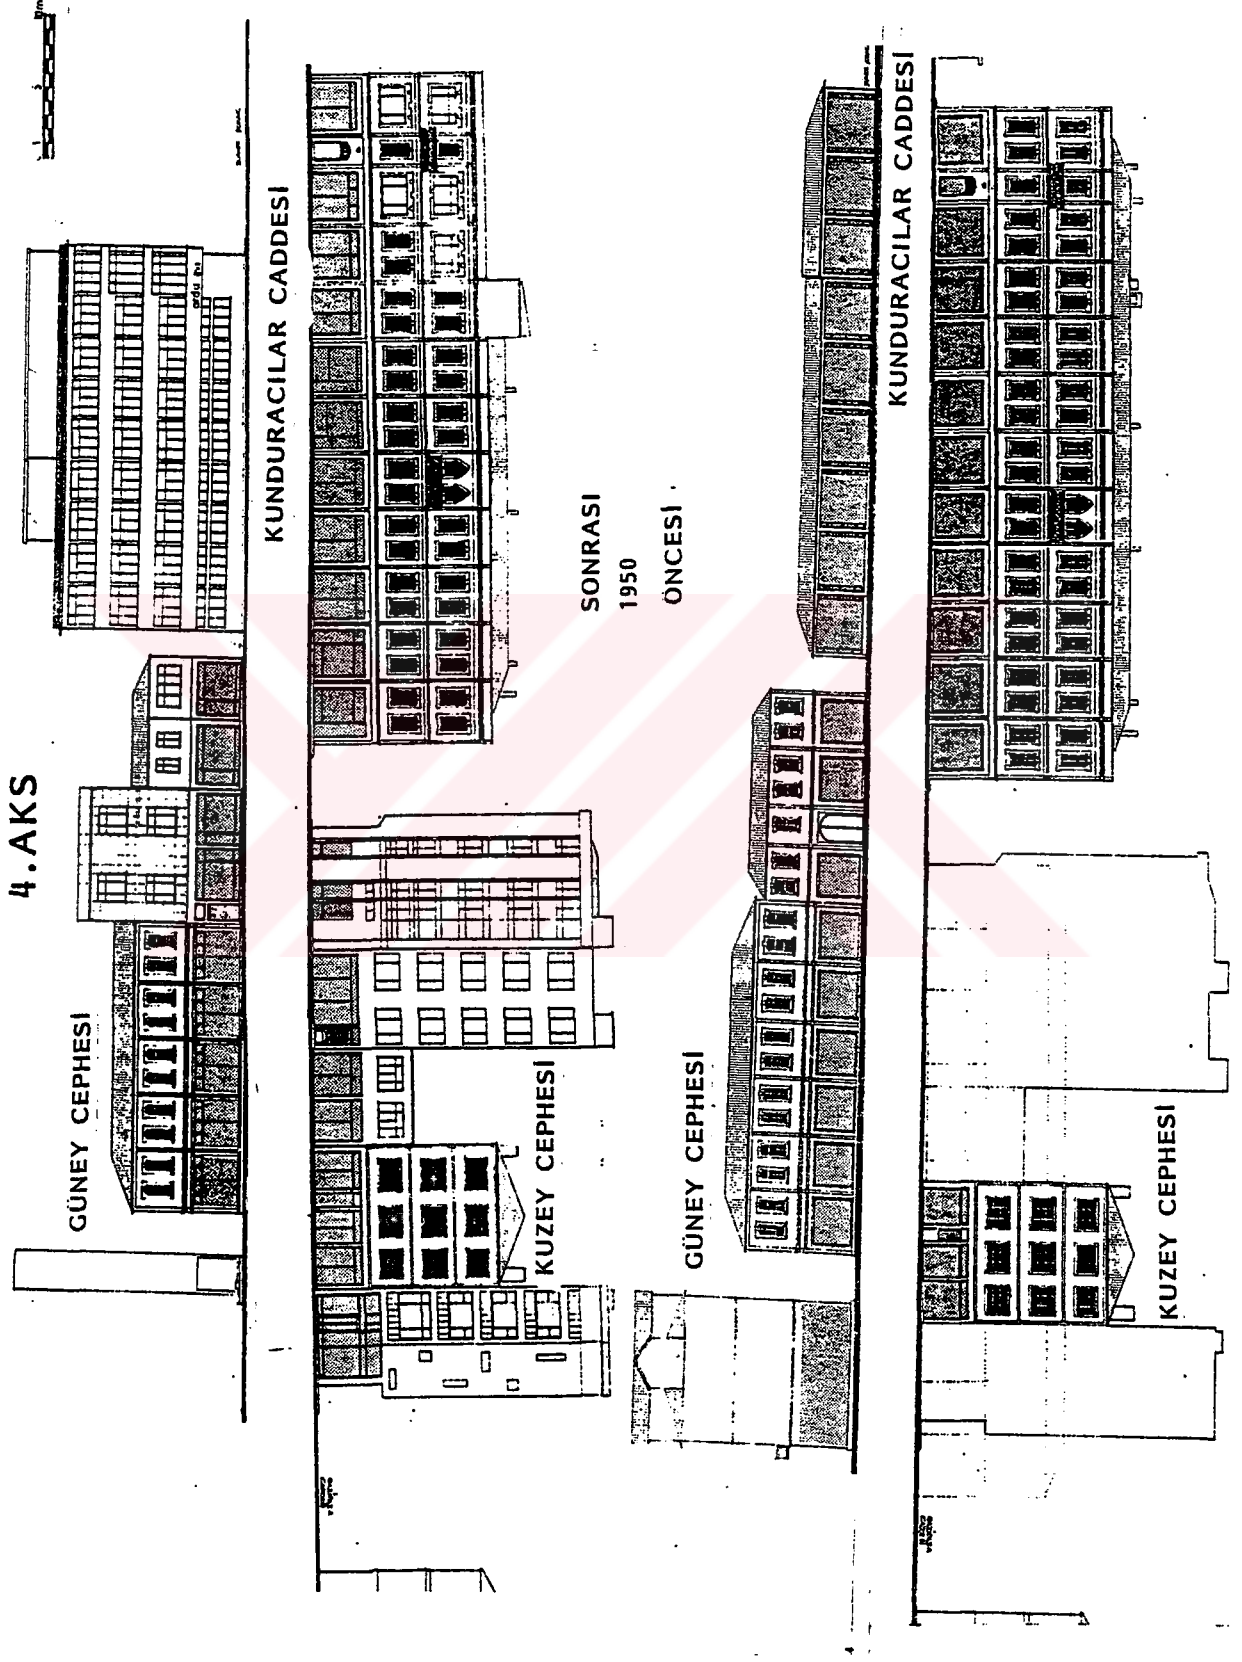 4.AKS
GÜNEY CEPHESİ
KUNDURACILAR CADDESİ
KUZEY CEPHESİ
SONRASI
1950
ÖNCESİ
GÜNEY CEPHESİ
KUNDURACILAR CADDESİ
KUZEY CEPHESİ